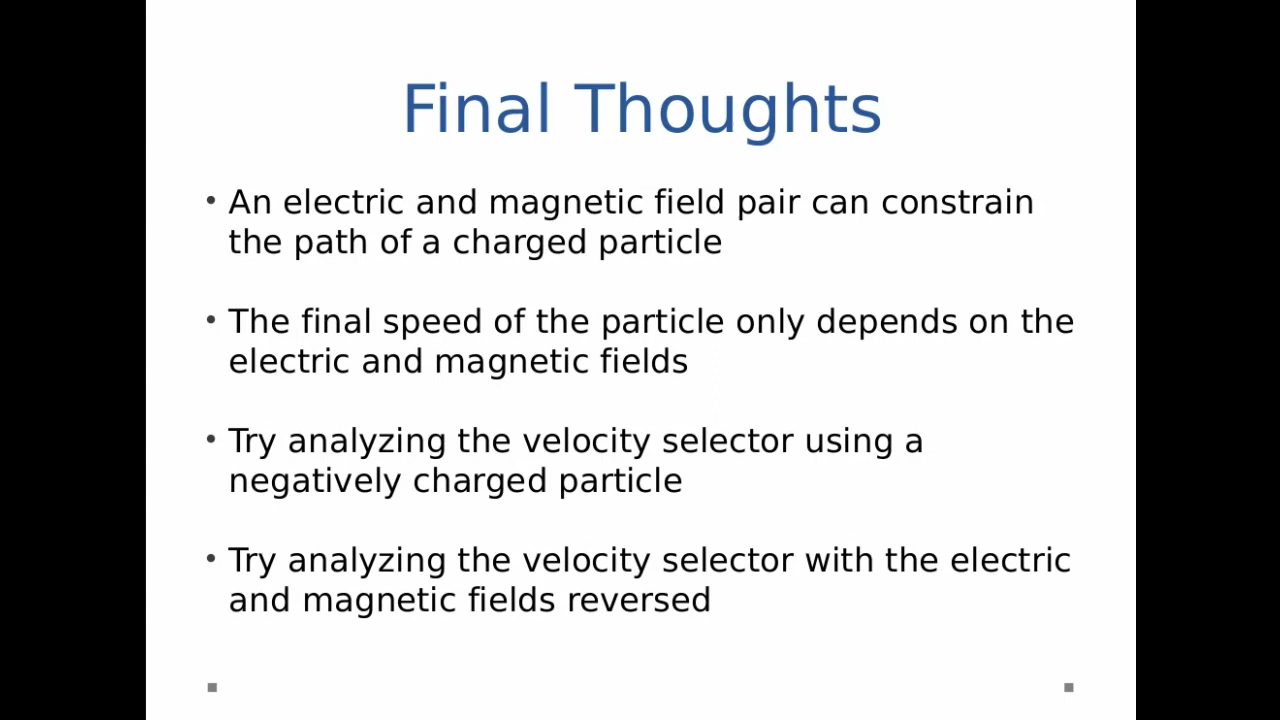 Final Thoughts
• An electric and magnetic field pair can constrain
the path of a charged particle
• The final speed of the particle only depends on the
electric and magnetic fields
• Try analyzing the velocity selector using a
negatively charged particle
• Try analyzing the velocity selector with the electric
and magnetic fields reversed